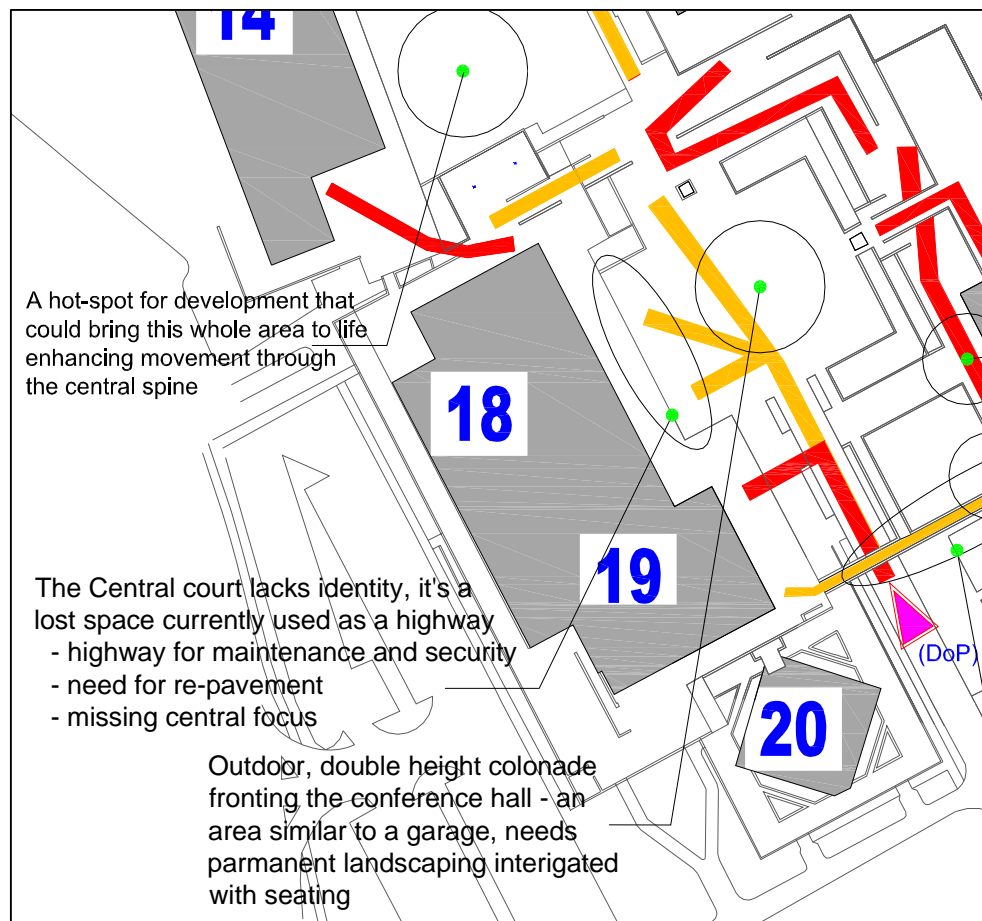 14
A hot-spot for development that
could bring this whole area to life
enhancing movement through
the central spine
18
19
The Central court lacks identity, it's a
lost space currently used as a highway
- highway for maintenance and security
- need for re-pavement
- missing central focus
(DoP)
20
Outdoor, double height colonade
fronting the conference hall - an
area similar to a garage, needs
parmanent landscaping interigated
with seating